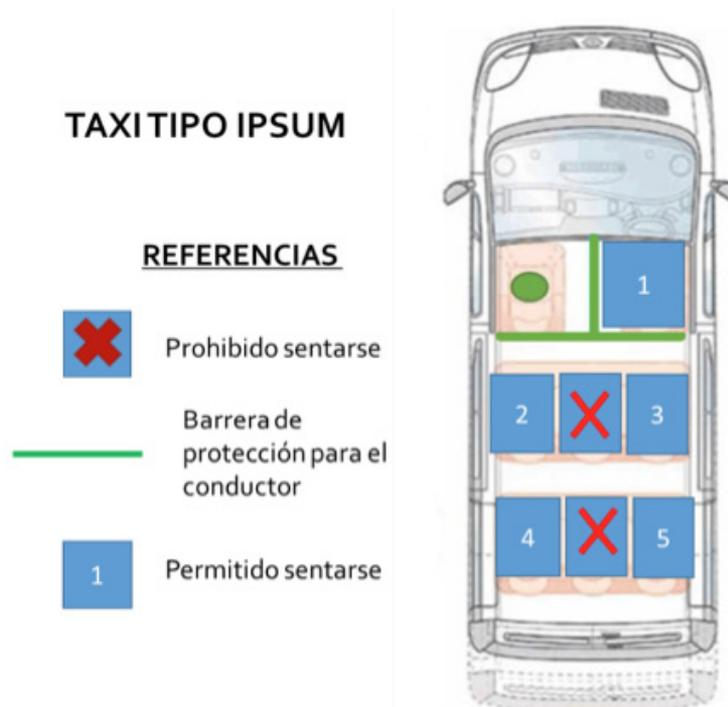 TAXI TIPO IPSUM
REFERENCIAS
Prohibido sentarse
Barrera de
protección para el
conductor
1
Permitido sentarse
1
2
3
4
5